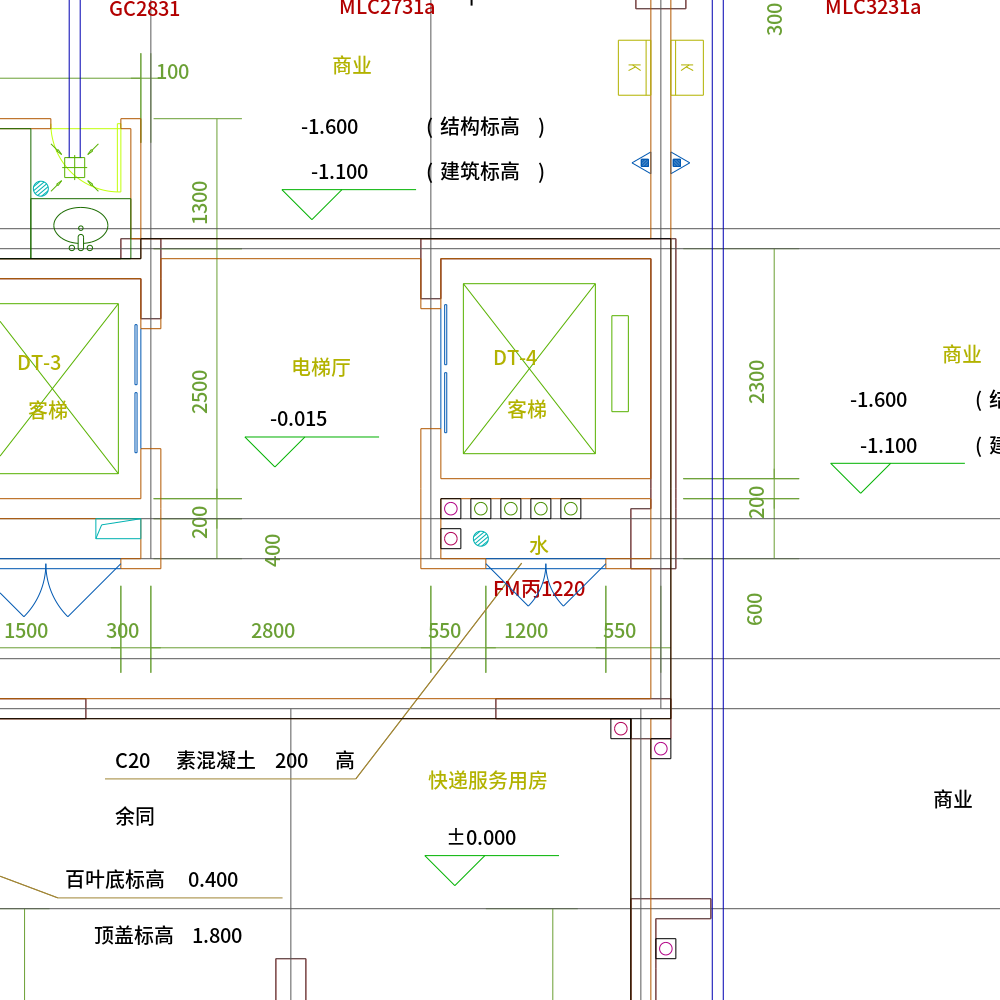 GC2831
MLC2731a
MLC3231a
300
100
商业
K
K
-1.600 ( 结构标高 )
-1.100 ( 建筑标高 )
1300
DT-3
客梯
2500
电梯厅
-0.015
DT-4
客梯
2300
商业
-1.600 ( 结
-1.100 ( 建
200
400
水
200
FM丙1220
600
1500
300
2800
550
1200
550
C20 素混凝土 200 高
余同
快递服务用房
±0.000
商业
百叶底标高 0.400
顶盖标高 1.800